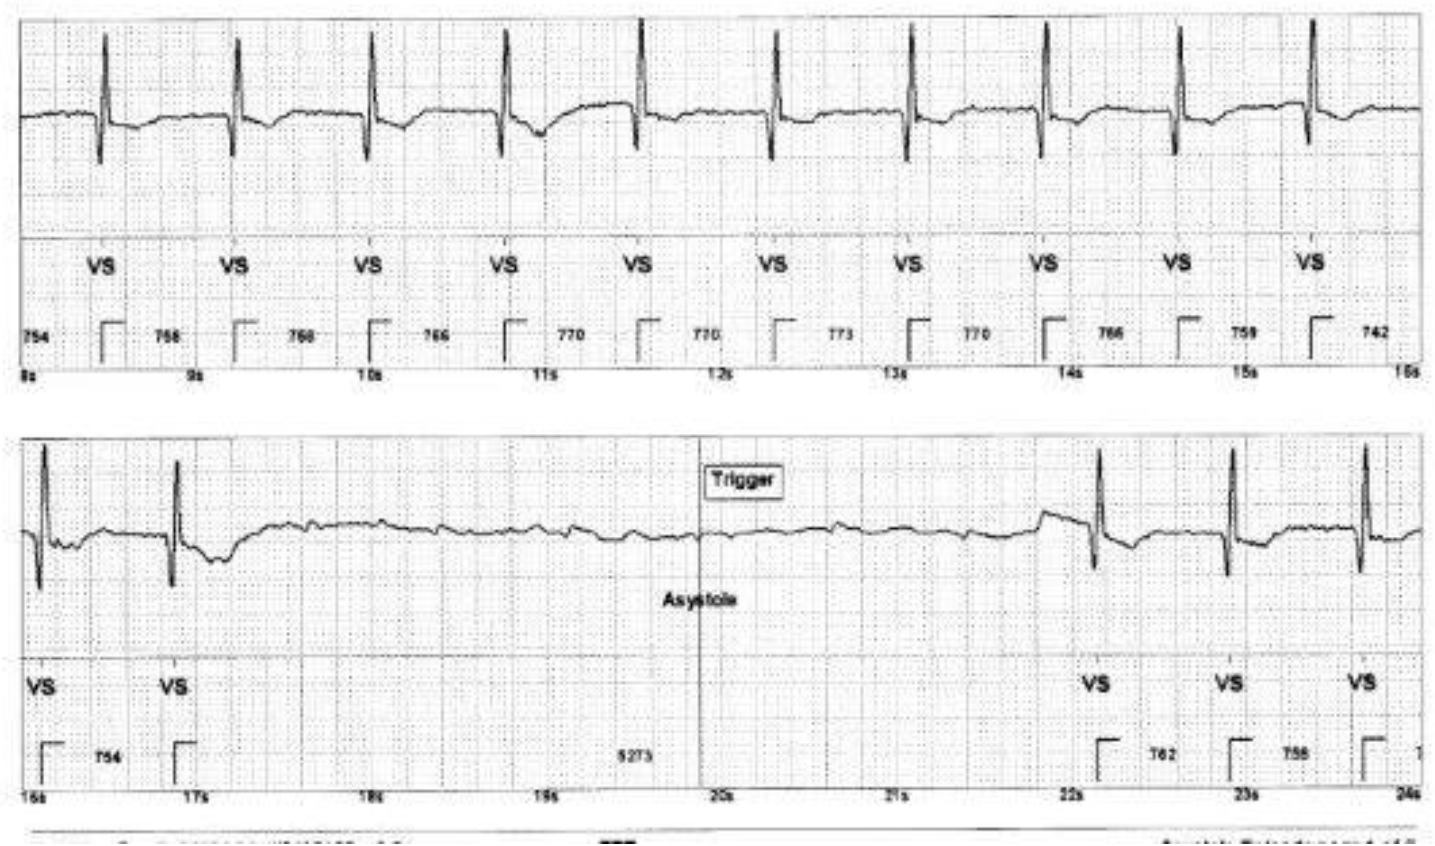 VS VS VS VS VS VS VS VS VS VS
754 758 768 766 770 770 773 770 766 759 742
8s 9s 10s 11s 12s 13s 14s 15s 16s
Trigger
Asystole
VS VS VS VS VS
754 5273 762 758
16s 17s 18s 19s 20s 21s 22s 23s 24s